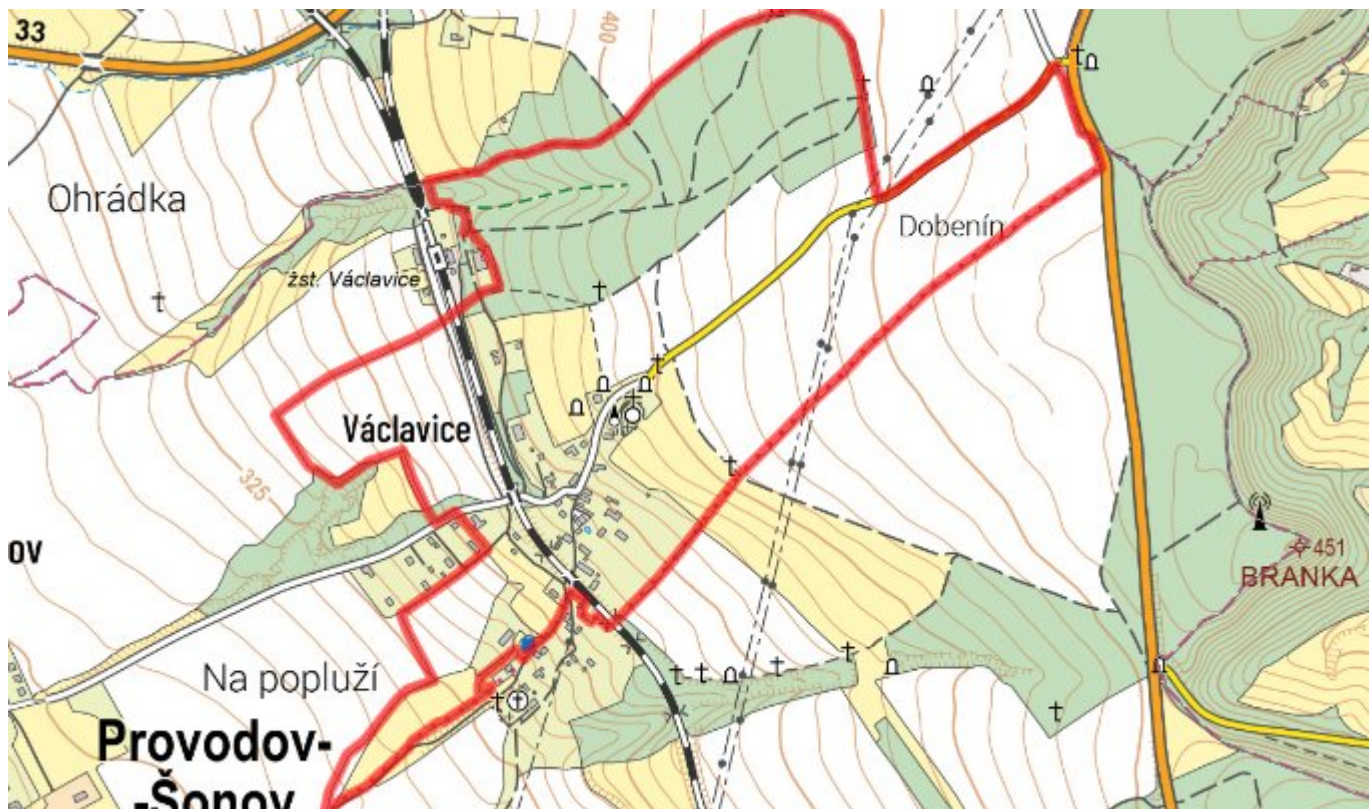 33
400
Ohrádka
Dobenín
žst. Václavice
Václavice
325
OV
451
BRANKA
Na popluží
Provodov-
-Šonov